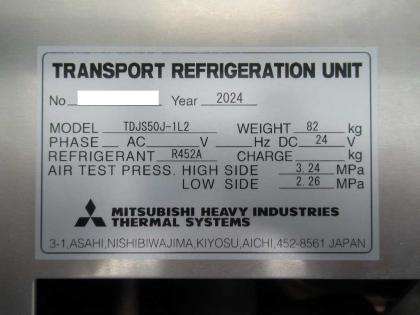 TRANSPORT REFRIGERATION UNIT
No Year 2024
MODEL TDJS50J-1L2 WEIGHT 82 kg
PHASE AC V Hz DC 24 V
REFRIGERANT R452A CHARGE kg
AIR TEST PRESS. HIGH SIDE 3.24 MPa
LOW SIDE 2.26 MPa
MITSUBISHI HEAVY INDUSTRIES
THERMAL SYSTEMS
3-1,ASAHI,NISHIBIWAJIMA,KIYOSU,AICHI,452-8561 JAPAN